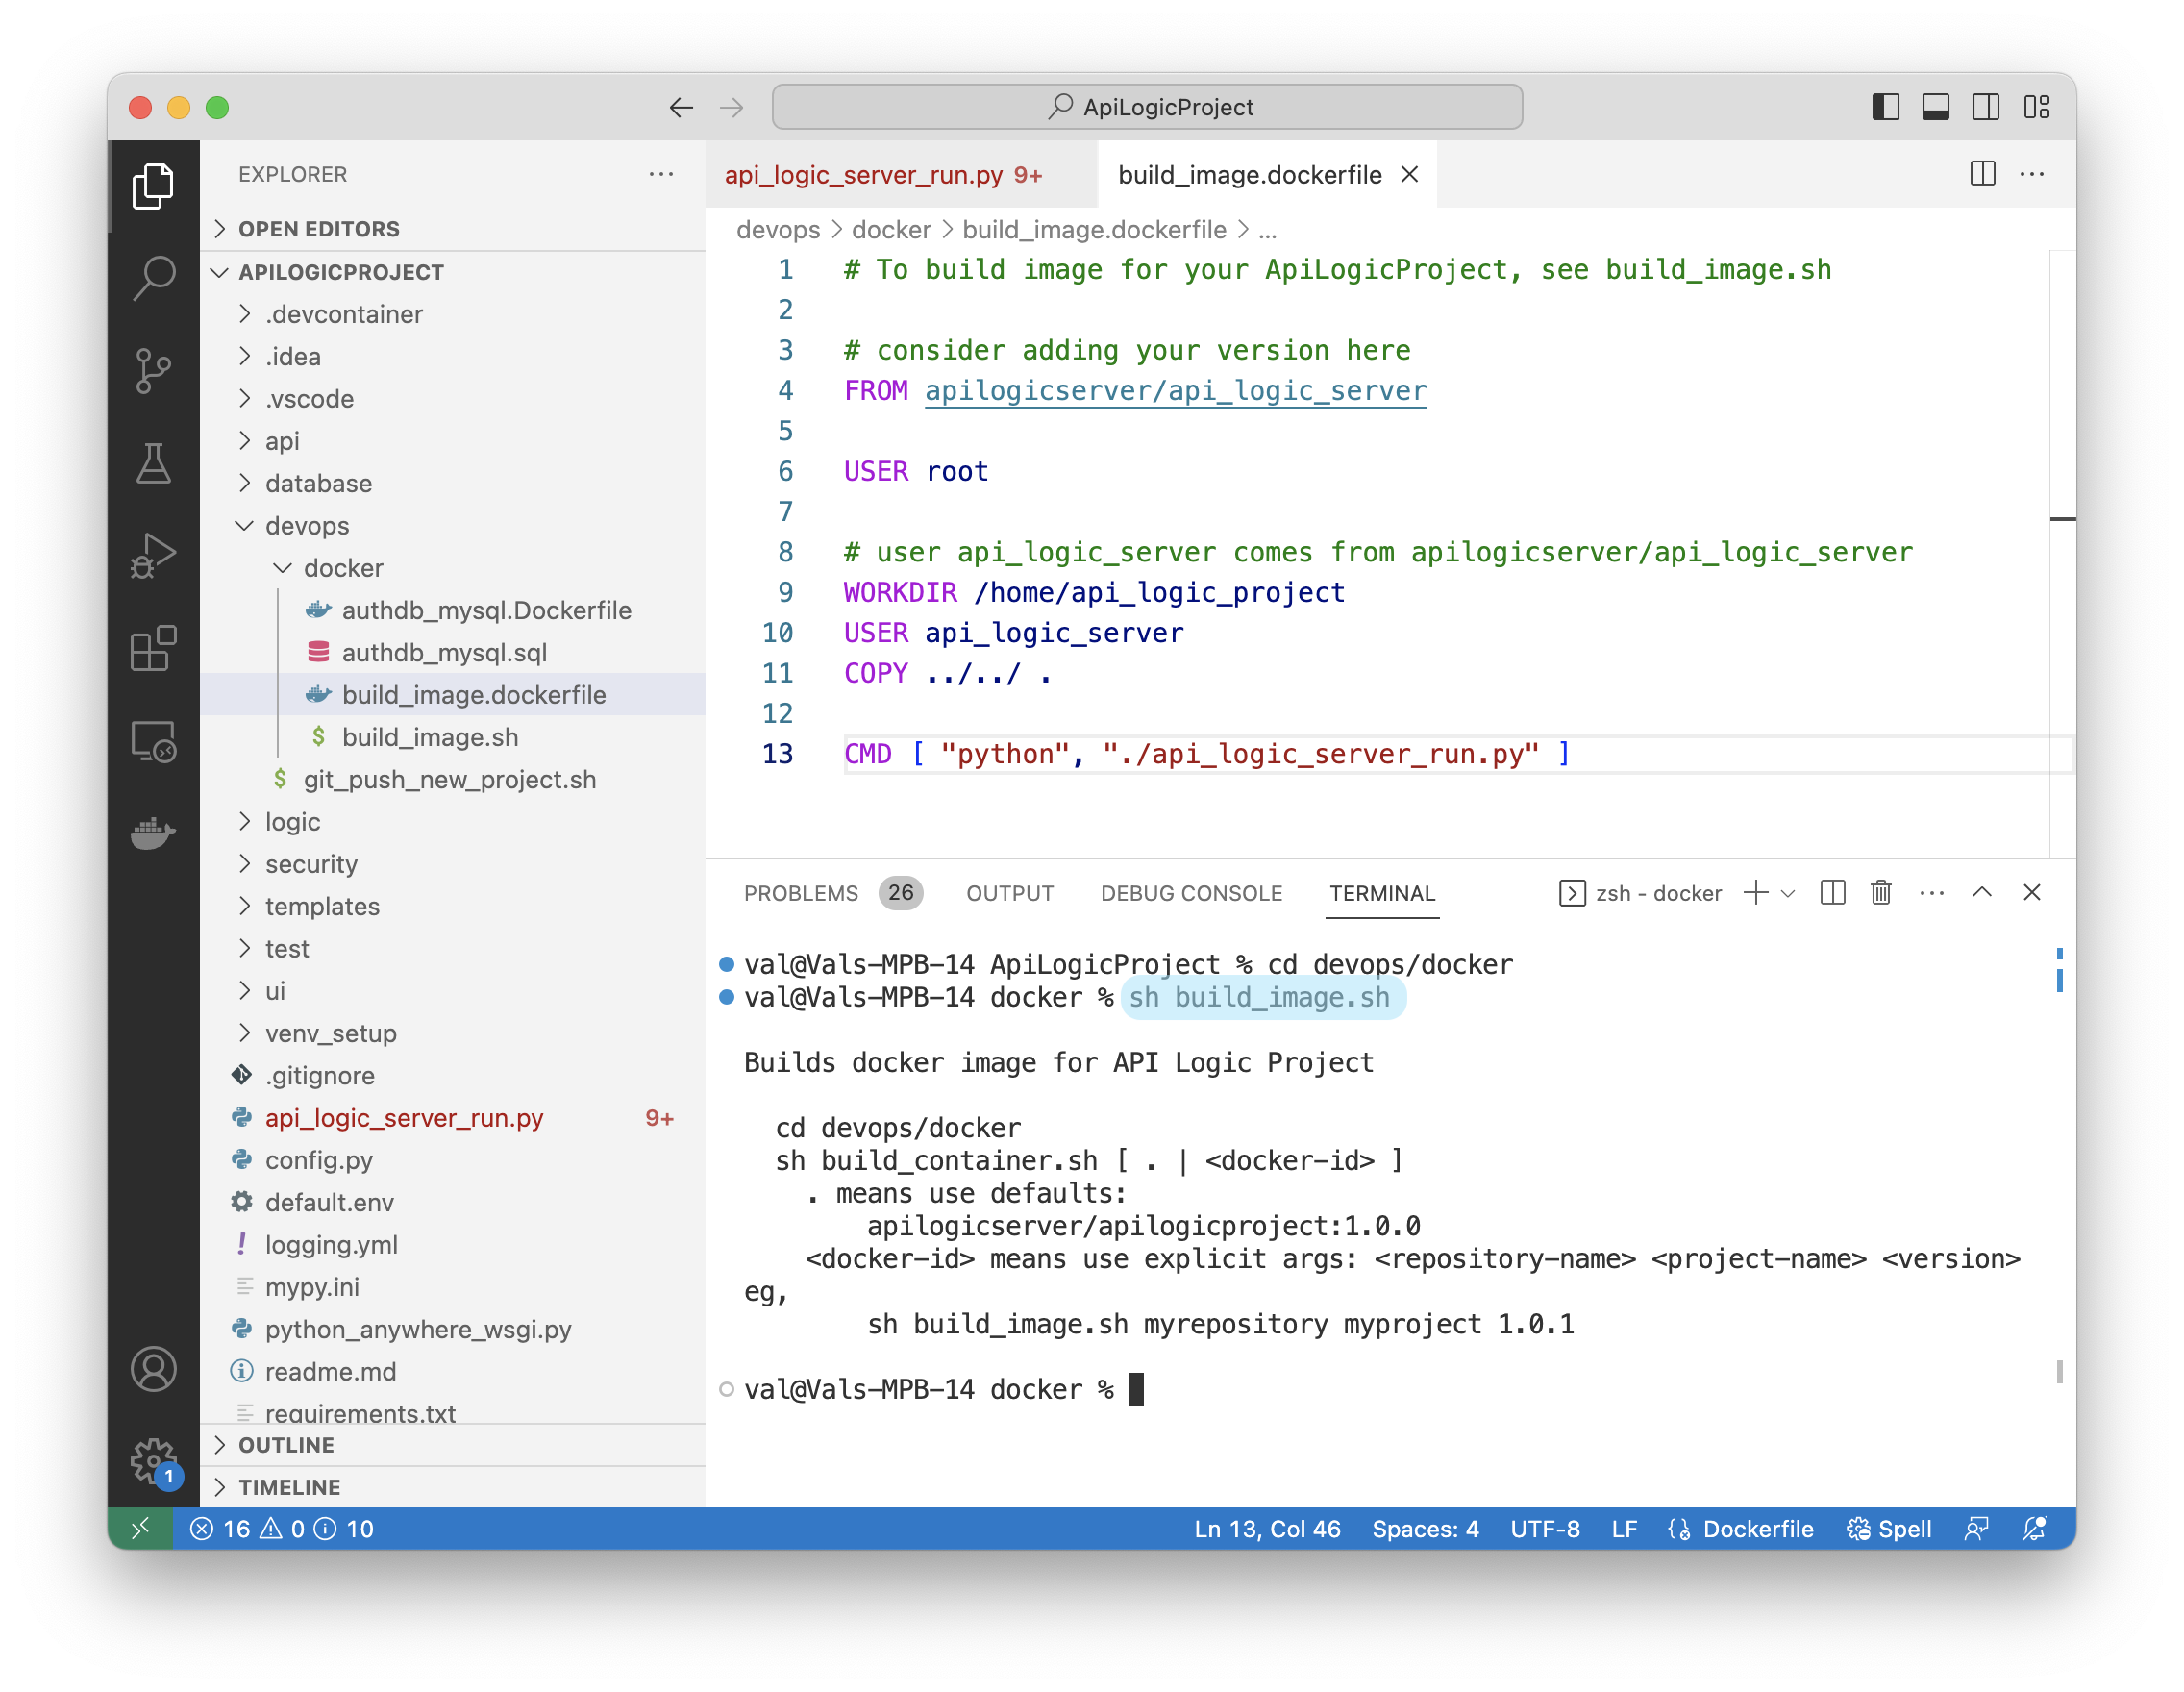 ApiLogicProject
EXPLORER
OPEN EDITORS
APILOGICPROJECT
.devcontainer
.idea
.vscode
api
database
devops
docker
authdb_mysql.Dockerfile
authdb_mysql.sql
build_image.dockerfile
build_image.sh
git_push_new_project.sh
logic
security
templates
test
ui
venv_setup
.gitignore
api_logic_server_run.py 9+
config.py
default.env
logging.yml
mypy.ini
python_anywhere_wsgi.py
readme.md
requirements.txt
OUTLINE
TIMELINE
1
api_logic_server_run.py 9+
build_image.dockerfile
devops > docker > build_image.dockerfile > ...
1 # To build image for your ApiLogicProject, see build_image.sh
2
3 # consider adding your version here
4 FROM apilogicserver/api_logic_server
5
6 USER root
7
8 # user api_logic_server comes from apilogicserver/api_logic_server
9 WORKDIR /home/api_logic_project
10 USER api_logic_server
11 COPY ../../ .
12
13 CMD [ "python", "./api_logic_server_run.py" ]
PROBLEMS 26 OUTPUT DEBUG CONSOLE TERMINAL zsh - docker
val@Vals-MPB-14 ApiLogicProject % cd devops/docker
val@Vals-MPB-14 docker % sh build_image.sh
Builds docker image for API Logic Project
cd devops/docker
sh build_container.sh [ . | <docker-id> ]
. means use defaults:
apilogicserver/apilogicproject:1.0.0
<docker-id> means use explicit args: <repository-name> <project-name> <version>
eg,
sh build_image.sh myrepository myproject 1.0.1
val@Vals-MPB-14 docker %
16 0 10 Ln 13, Col 46 Spaces: 4 UTF-8 LF Dockerfile Spell